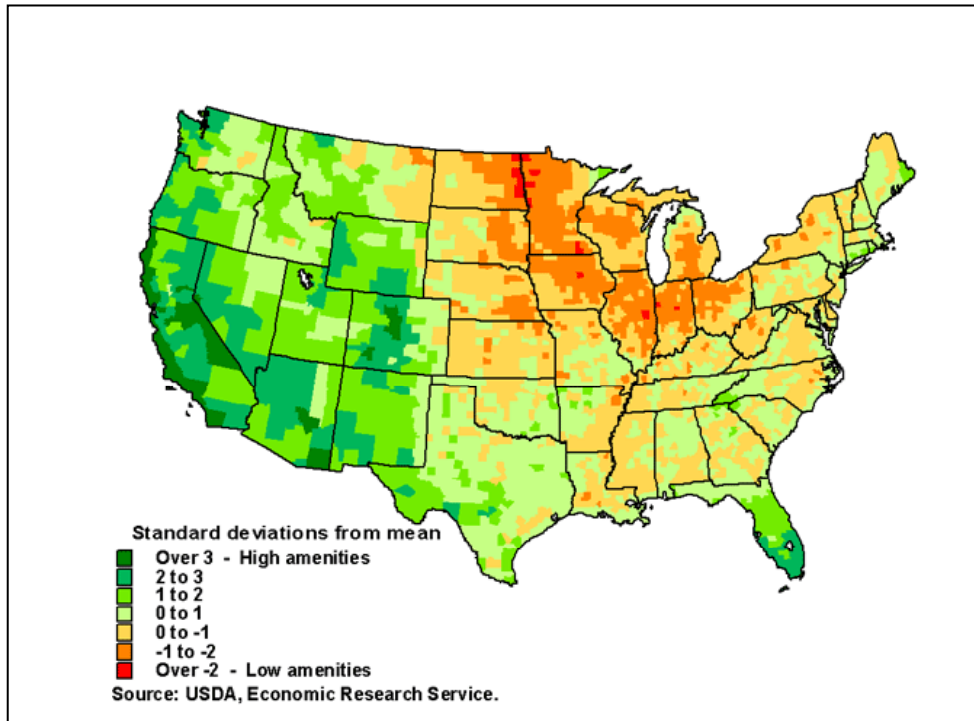 Standard deviations from mean
Over 3 - High amenities
2 to 3
1 to 2
0 to 1
0 to -1
-1 to -2
Over -2 - Low amenities
Source: USDA, Economic Research Service.